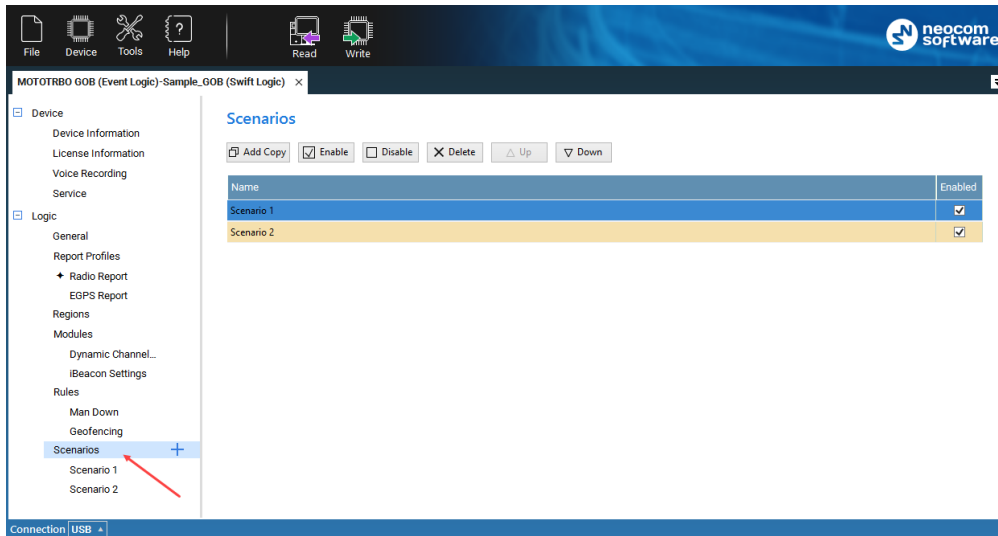 File Device Tools Help Read Write
neocom
software
MOTOTRBO GOB (Event Logic)-Sample_GOB (Swift Logic) ×
Device
Device Information
License Information
Voice Recording
Service
Logic
General
Report Profiles
Radio Report
EGPS Report
Regions
Modules
Dynamic Channel...
iBeacon Settings
Rules
Man Down
Geofencing
Scenarios +
Scenario 1
Scenario 2
Scenarios
Add Copy Enable Disable Delete Up Down
Name Enabled
Scenario 1
Scenario 2
Connection USB